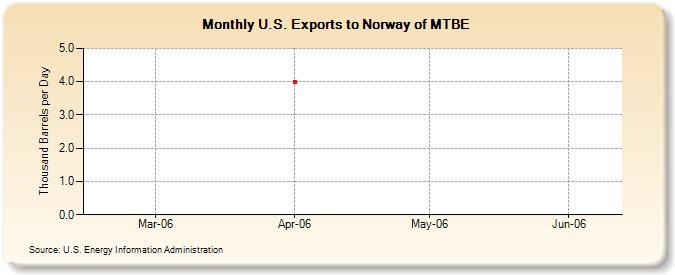 Monthly U.S. Exports to Norway of MTBE
Thousand Barrels per Day
5.0
4.0
3.0
2.0
1.0
0.0
Mar-06 Apr-06 May-06 Jun-06
Source: U.S. Energy Information Administration